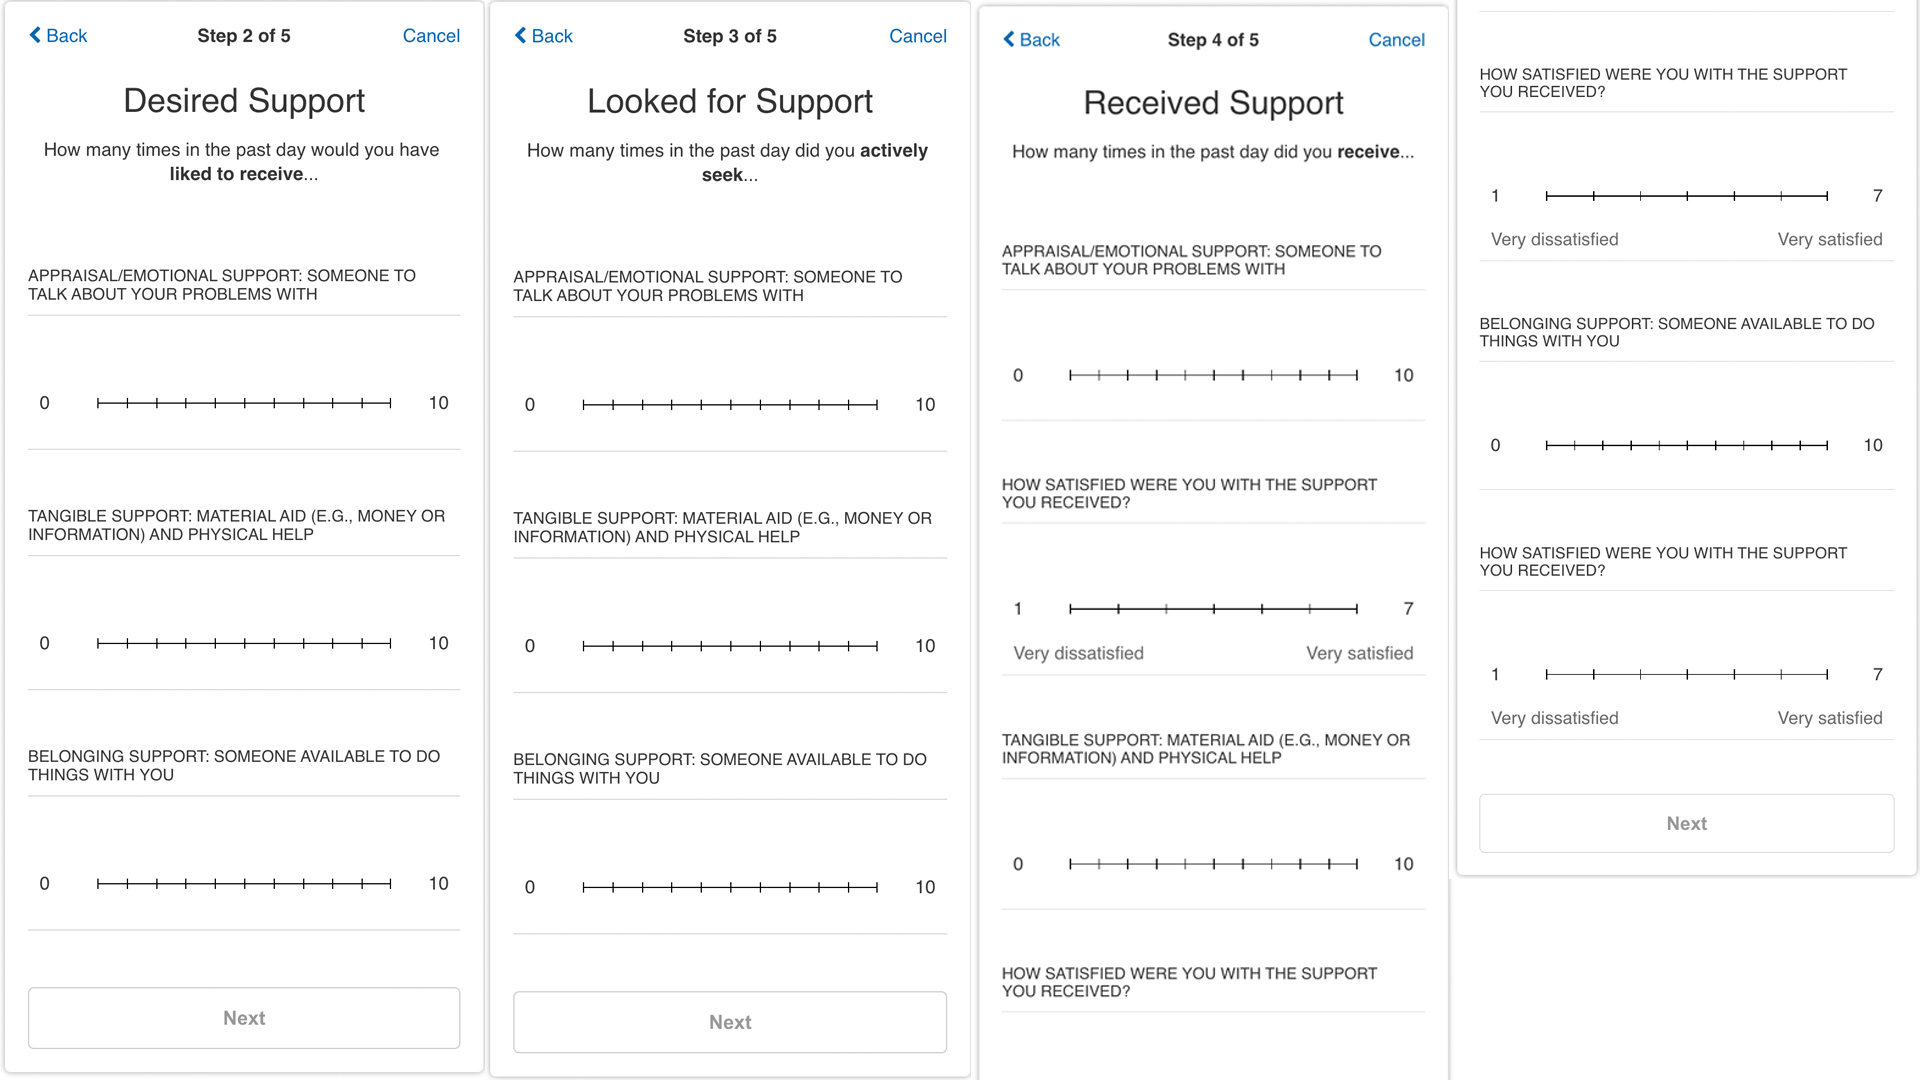 Back Step 2 of 5 Cancel
Desired Support
How many times in the past day would you have
liked to receive...
APPRAISAL/EMOTIONAL SUPPORT: SOMEONE TO
TALK ABOUT YOUR PROBLEMS WITH
0 10
TANGIBLE SUPPORT: MATERIAL AID (E.G., MONEY OR
INFORMATION) AND PHYSICAL HELP
0 10
BELONGING SUPPORT: SOMEONE AVAILABLE TO DO
THINGS WITH YOU
0 10
Next
Back Step 3 of 5 Cancel
Looked for Support
How many times in the past day did you actively
seek...
APPRAISAL/EMOTIONAL SUPPORT: SOMEONE TO
TALK ABOUT YOUR PROBLEMS WITH
0 10
TANGIBLE SUPPORT: MATERIAL AID (E.G., MONEY OR
INFORMATION) AND PHYSICAL HELP
0 10
BELONGING SUPPORT: SOMEONE AVAILABLE TO DO
THINGS WITH YOU
0 10
Next
Back Step 4 of 5 Cancel
Received Support
How many times in the past day did you receive...
APPRAISAL/EMOTIONAL SUPPORT: SOMEONE TO
TALK ABOUT YOUR PROBLEMS WITH
0 10
HOW SATISFIED WERE YOU WITH THE SUPPORT
YOU RECEIVED?
1 7
Very dissatisfied Very satisfied
TANGIBLE SUPPORT: MATERIAL AID (E.G., MONEY OR
INFORMATION) AND PHYSICAL HELP
0 10
HOW SATISFIED WERE YOU WITH THE SUPPORT
YOU RECEIVED?
HOW SATISFIED WERE YOU WITH THE SUPPORT
YOU RECEIVED?
1 7
Very dissatisfied Very satisfied
BELONGING SUPPORT: SOMEONE AVAILABLE TO DO
THINGS WITH YOU
0 10
HOW SATISFIED WERE YOU WITH THE SUPPORT
YOU RECEIVED?
1 7
Very dissatisfied Very satisfied
Next